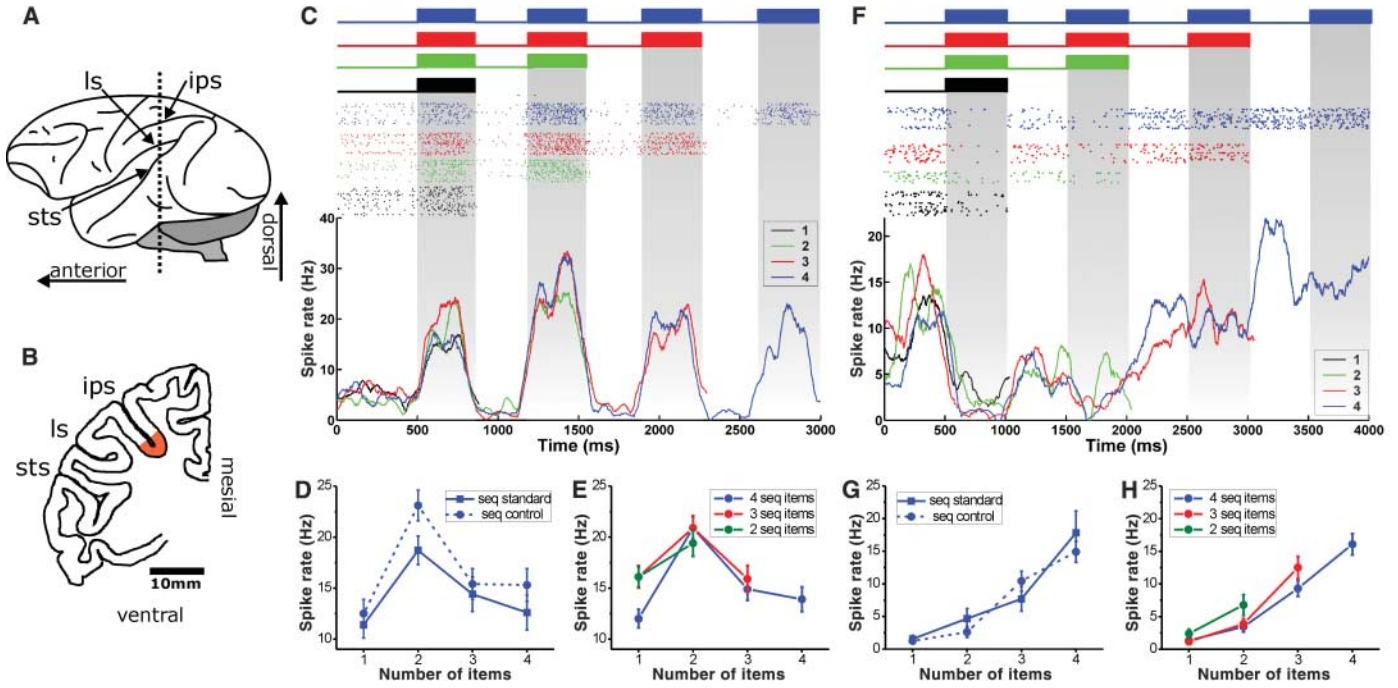 A
ls
ips
sts
anterior
dorsal
B
ips
ls
sts
mesial
10mm
ventral
C
40
30
20
10
0
Spike rate (Hz)
1
2
3
4
0 500 1000 1500 2000 2500 3000
Time (ms)
F
20
15
10
5
0
Spike rate (Hz)
1
2
3
4
0 500 1000 1500 2000 2500 3000 3500 4000
Time (ms)
D
25
20
15
10
Spike rate (Hz)
seq standard
seq control
1 2 3 4
Number of items
E
25
20
15
10
Spike rate (Hz)
4 seq items
3 seq items
2 seq items
1 2 3 4
Number of items
G
25
20
15
10
5
0
Spike rate (Hz)
seq standard
seq control
1 2 3 4
Number of items
H
25
20
15
10
5
0
Spike rate (Hz)
4 seq items
3 seq items
2 seq items
1 2 3 4
Number of items